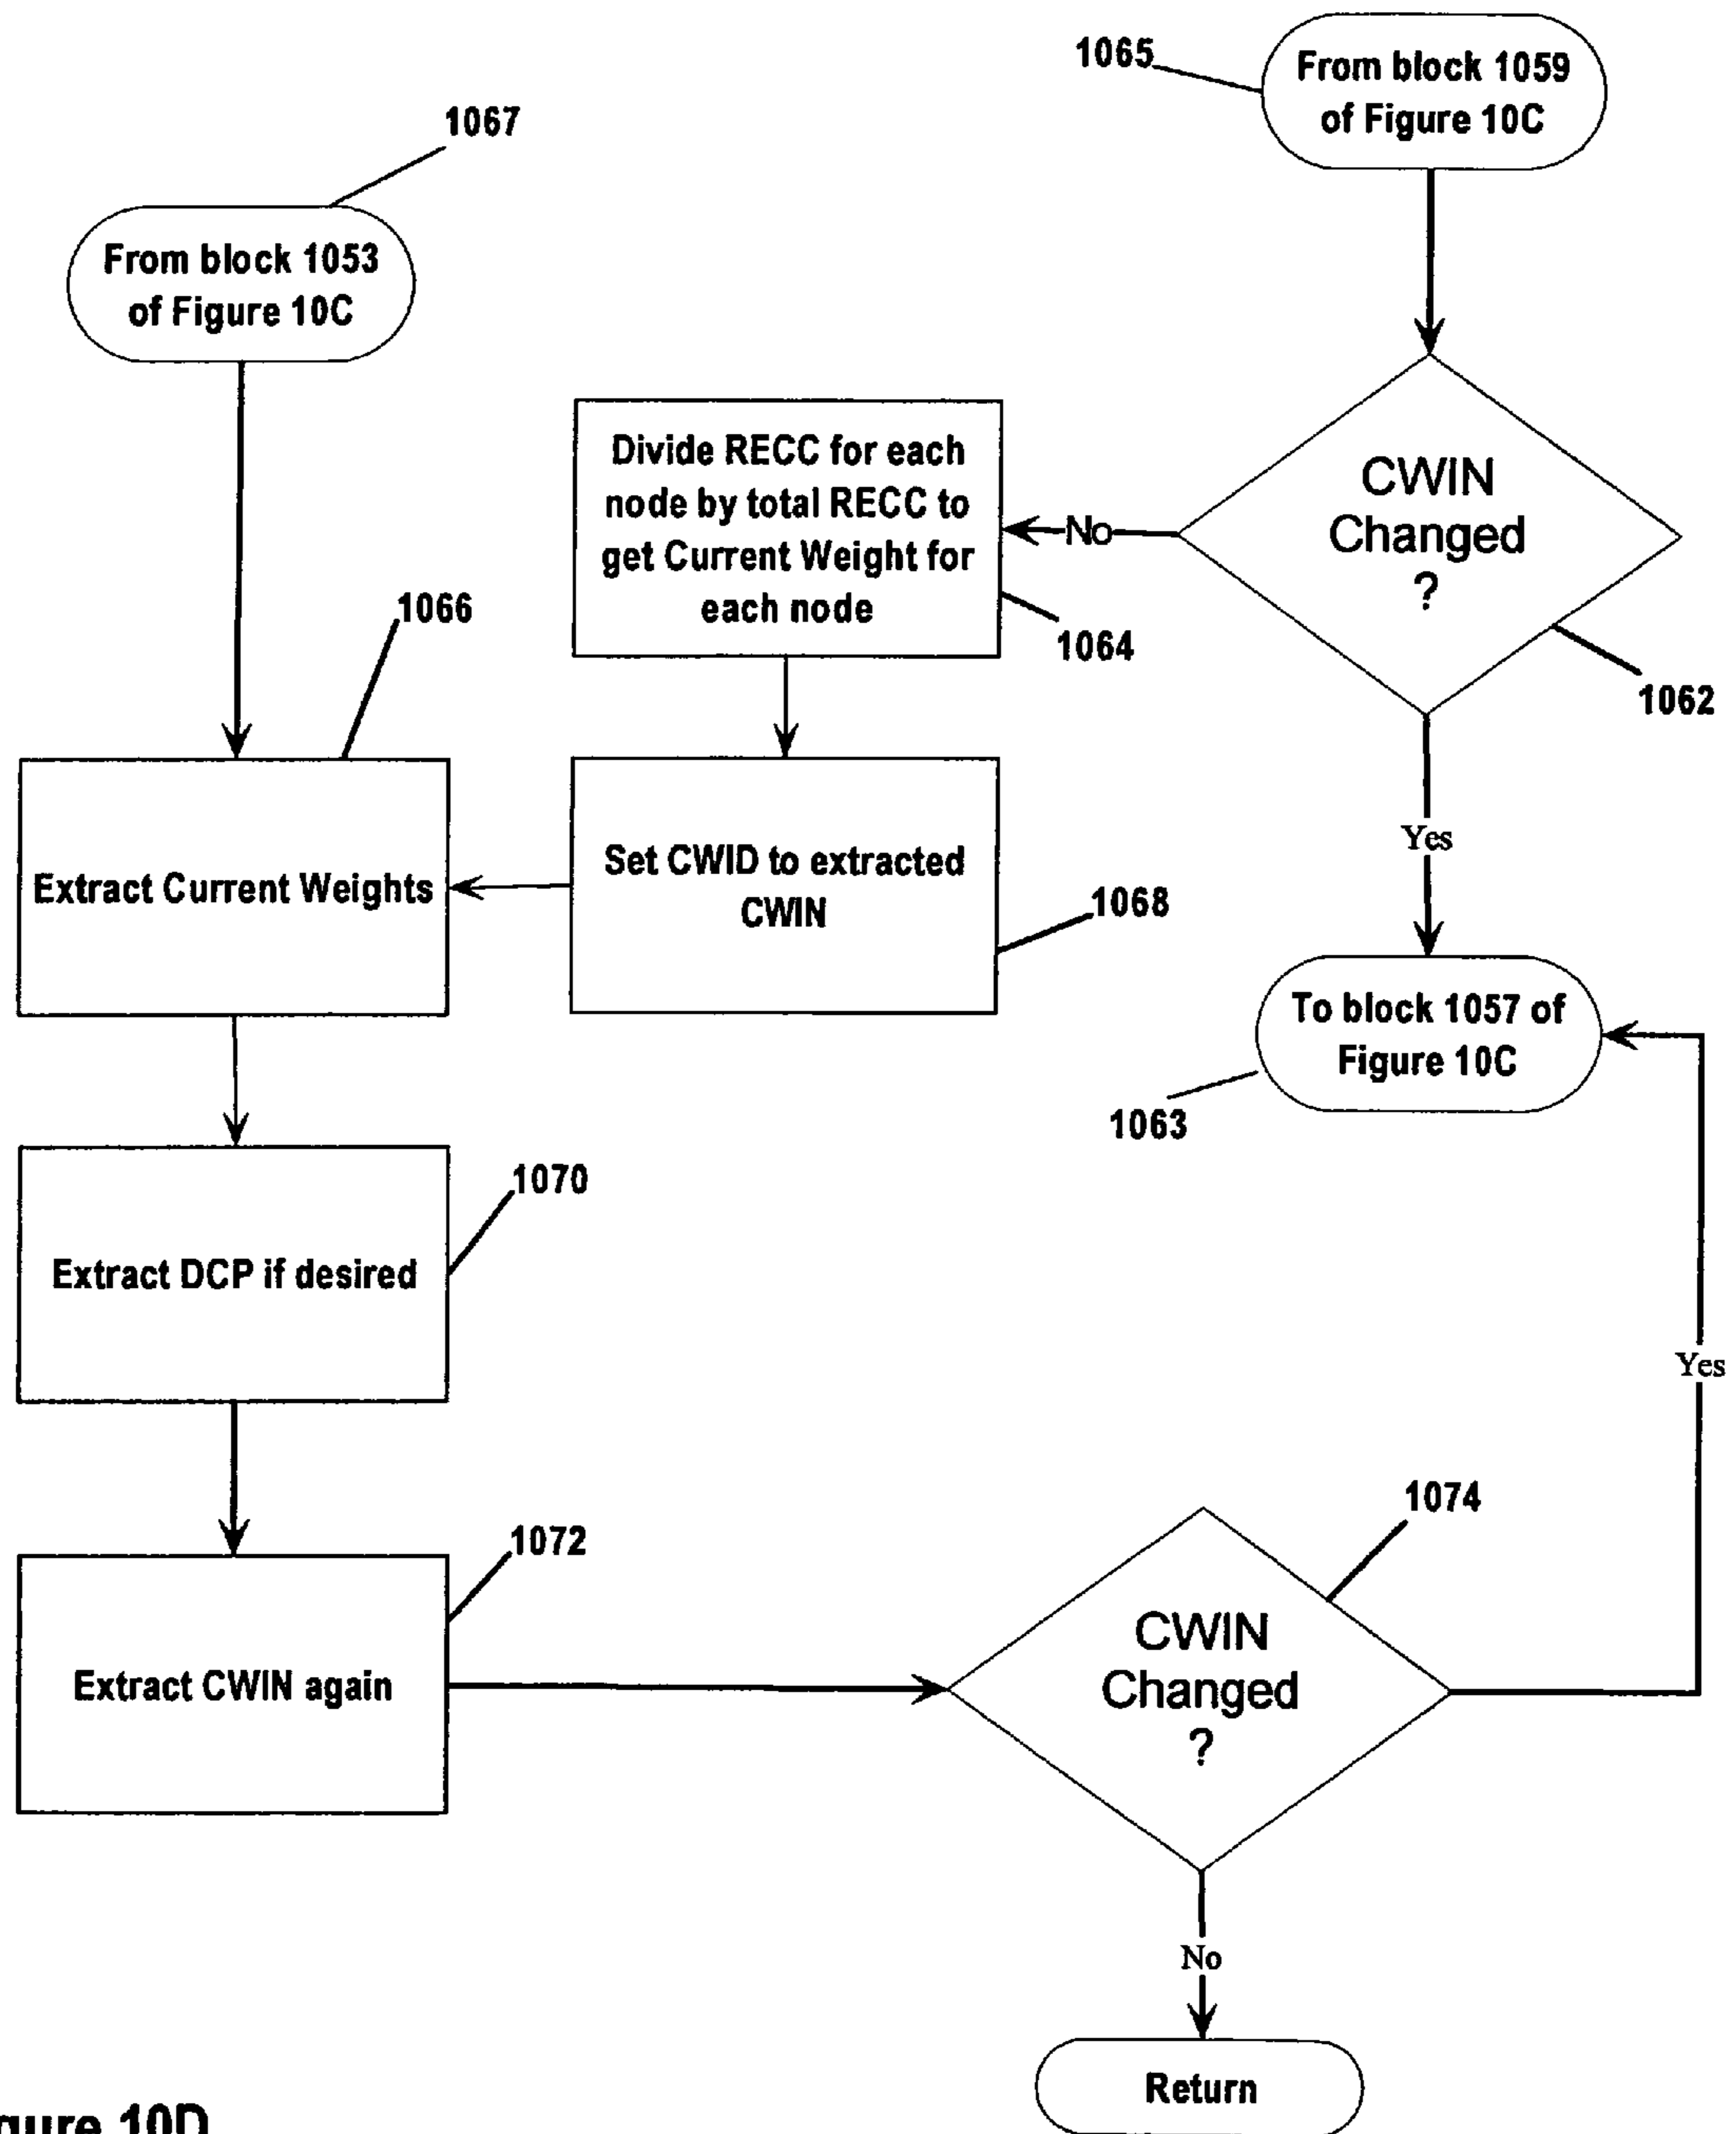 1065
From block 1059
of Figure 10C
1067
From block 1053
of Figure 10C
Divide RECC for each
node by total RECC to
get Current Weight for
each node
1064
No
CWIN
Changed
?
1062
1066
Extract Current Weights
Set CWID to extracted
CWIN
1068
Yes
To block 1057 of
Figure 10C
1063
Extract DCP if desired
1070
Yes
Extract CWIN again
1072
CWIN
Changed
?
1074
No
Return
gure 10D